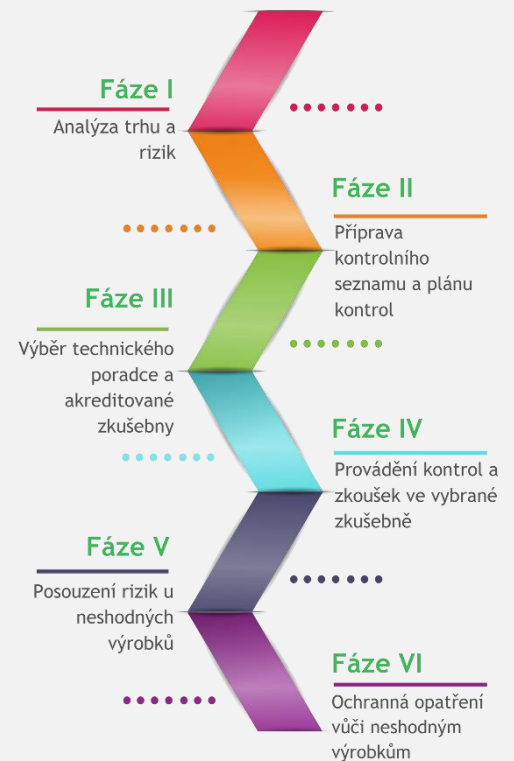 Fáze I
Analýza trhu a
rizik
Fáze II
Příprava
kontrolního
seznamu a plánu
kontrol
Fáze III
Výběr technického
poradce a
akreditované
zkušebny
Fáze IV
Provádění kontrol a
zkoušek ve vybrané
zkušebně
Fáze V
Posouzení rizik u
neshodných
výrobků
Fáze VI
Ochranná opatření
vůči neshodným
výrobkům